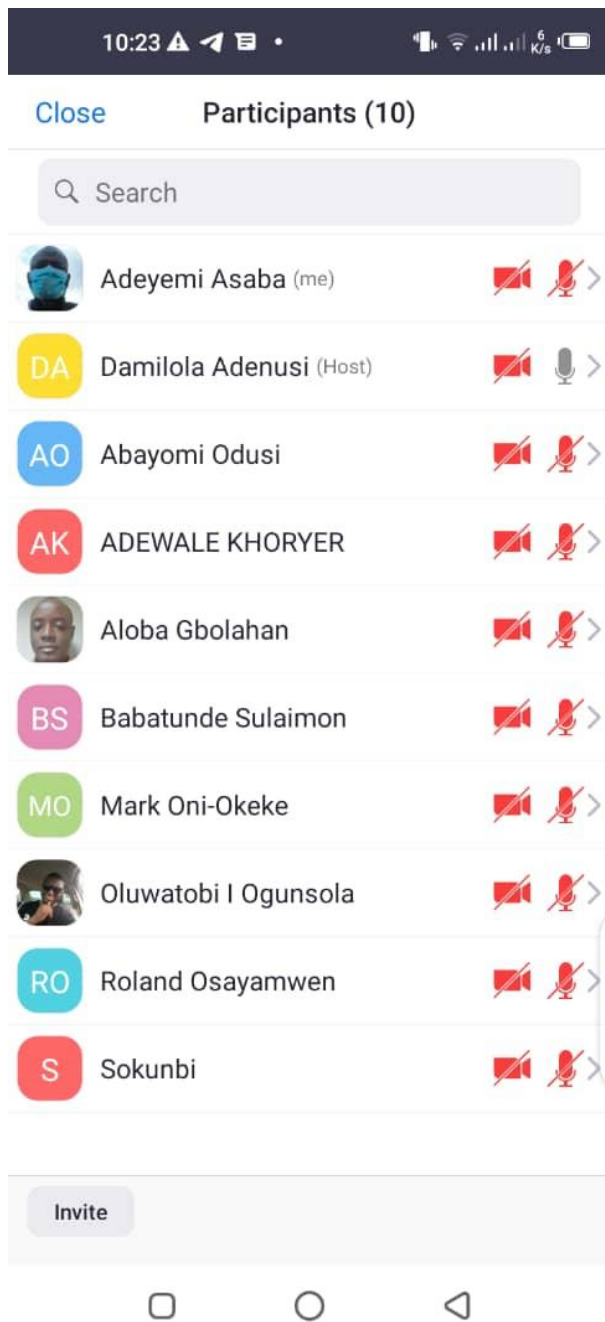 10:23
6
K/s
Close Participants (10)
Search
Adeyemi Asaba (me)
DA Damilola Adenusi (Host)
AO Abayomi Odusi
AK ADEWALE KHORYER
Aloba Gbolahan
BS Babatunde Sulaimon
MO Mark Oni-Okeke
Oluwatobi I Ogunsola
RO Roland Osayamwen
S Sokunbi
Invite